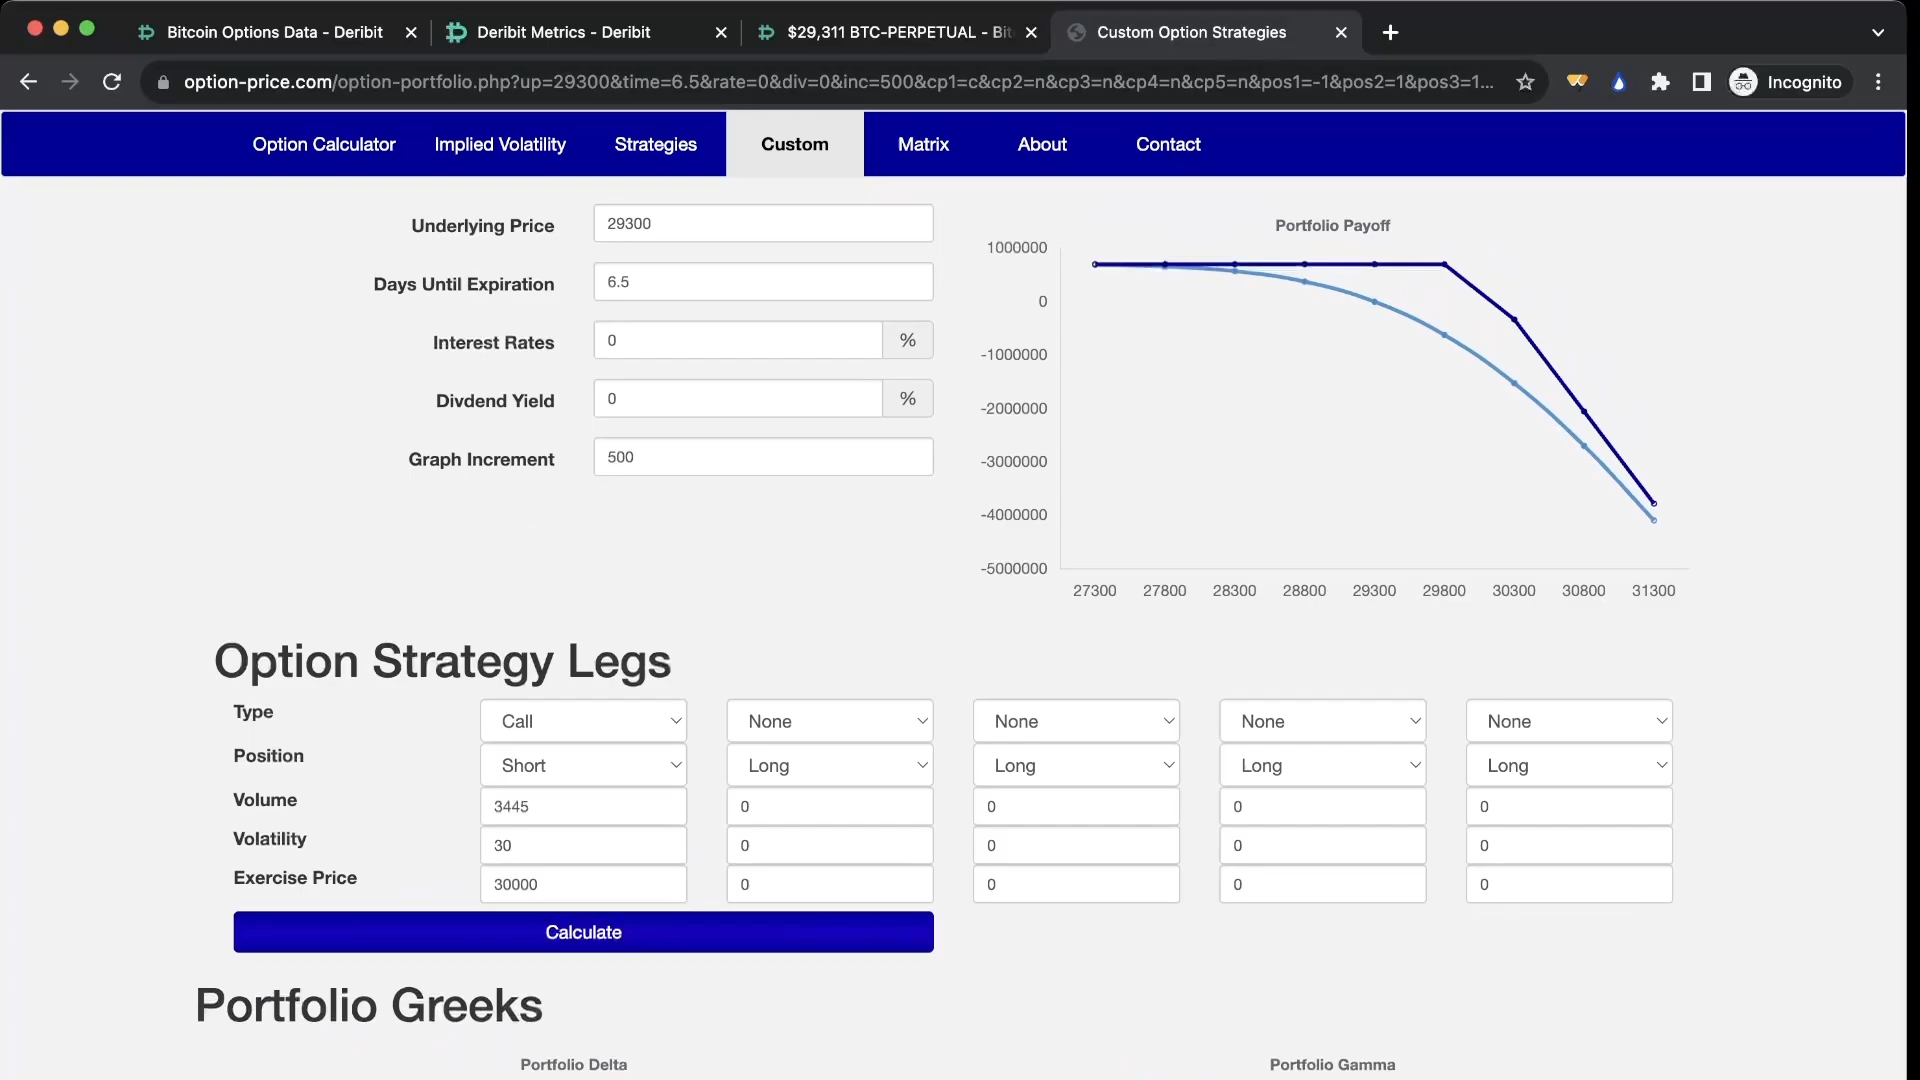 Bitcoin Options Data - Deribit
Deribit Metrics - Deribit
$29,311 BTC-PERPETUAL - Bit
Custom Option Strategies
option-price.com/option-portfolio.php?up=29300&time=6.5&rate=0&div=0&inc=500&cp1=c&cp2=n&cp3=n&cp4=n&cp5=n&pos1=-1&pos2=1&pos3=1...
Incognito
Option Calculator Implied Volatility Strategies Custom Matrix About Contact
Underlying Price 29300
Days Until Expiration 6.5
Interest Rates 0 %
Divdend Yield 0 %
Graph Increment 500
Portfolio Payoff
1000000
0
-1000000
-2000000
-3000000
-4000000
-5000000
27300 27800 28300 28800 29300 29800 30300 30800 31300
Option Strategy Legs
Type Call None None None None
Position Short Long Long Long Long
Volume 3445 0 0 0 0
Volatility 30 0 0 0 0
Exercise Price 30000 0 0 0 0
Calculate
Portfolio Greeks
Portfolio Delta Portfolio Gamma